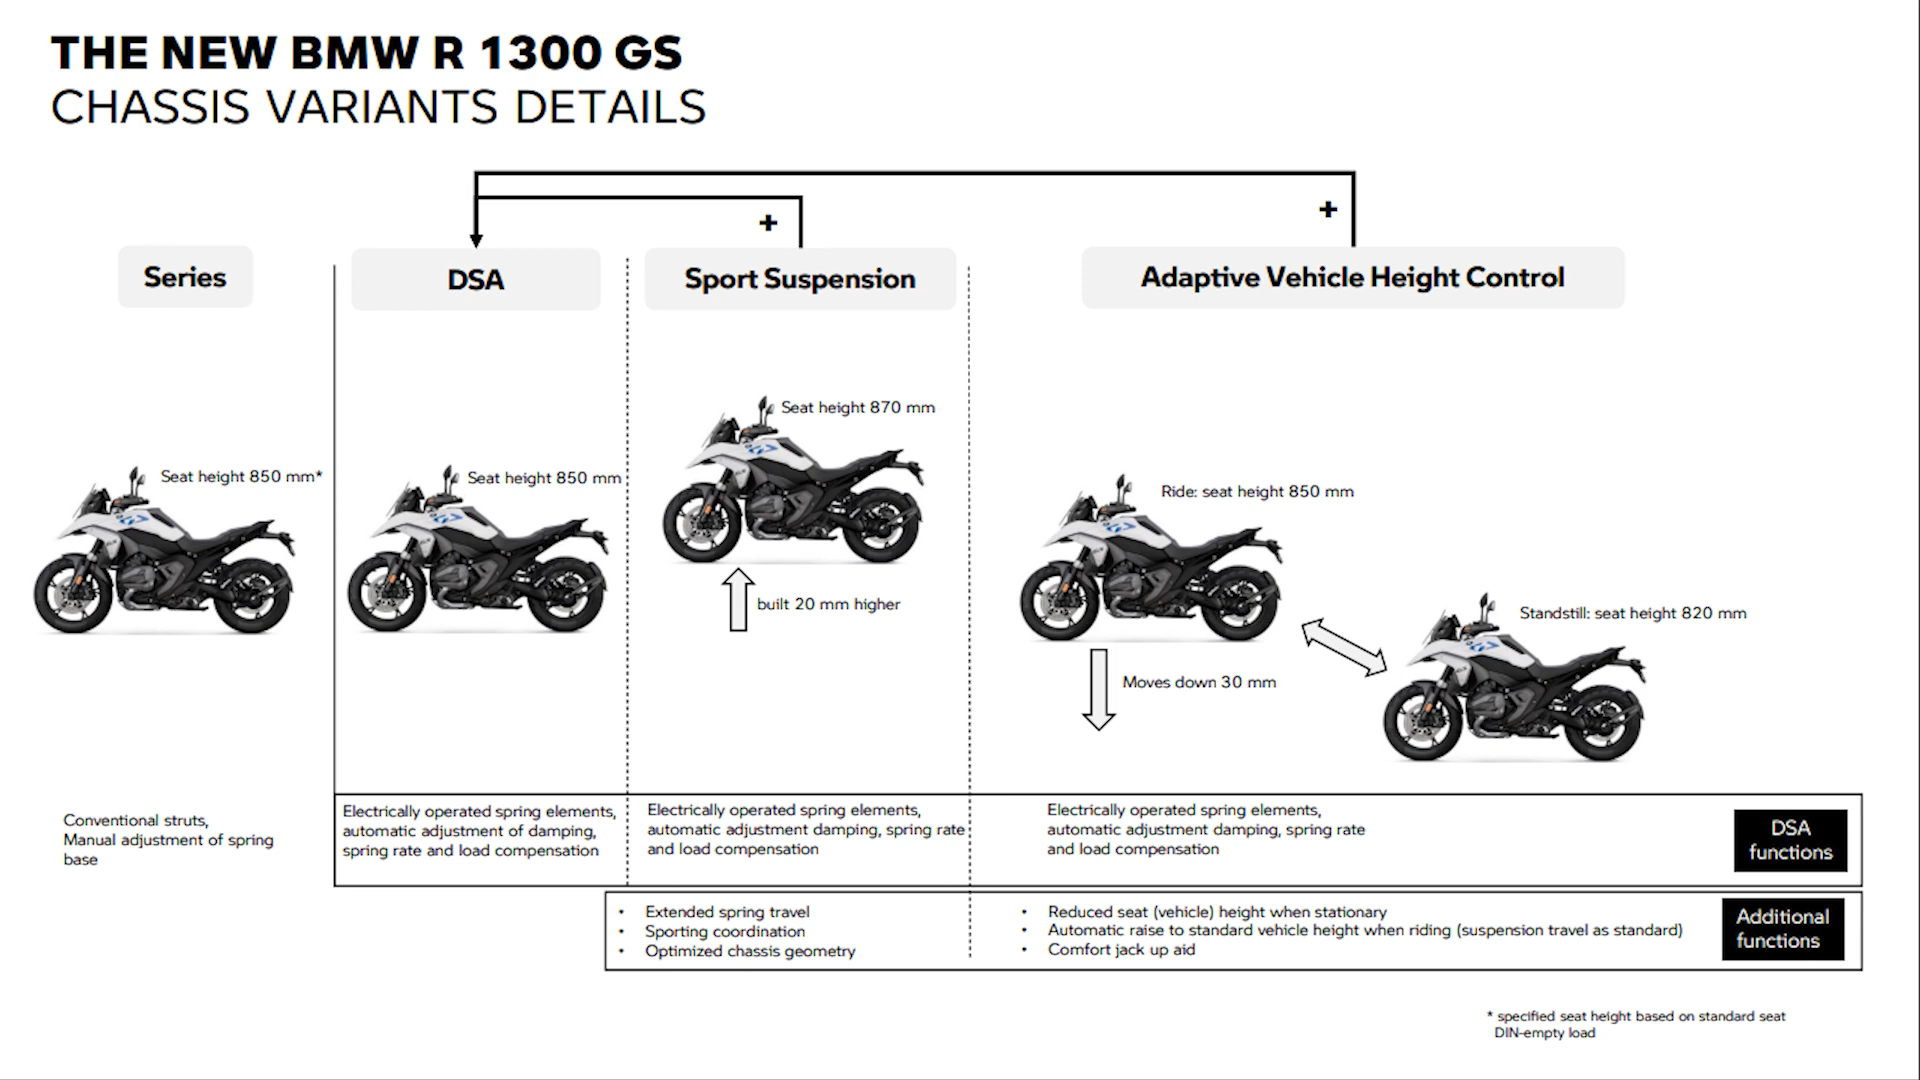 THE NEW BMW R 1300 GS
CHASSIS VARIANTS DETAILS
+
+
Series
DSA
Sport Suspension
Adaptive Vehicle Height Control
Seat height 850 mm*
Seat height 850 mm
Seat height 870 mm
built 20 mm higher
Ride: seat height 850 mm
Moves down 30 mm
Standstill: seat height 820 mm
Conventional struts,
Manual adjustment of spring
base
Electrically operated spring elements,
automatic adjustment of damping,
spring rate and load compensation
Electrically operated spring elements,
automatic adjustment damping, spring rate
and load compensation
Electrically operated spring elements,
automatic adjustment damping, spring rate
and load compensation
DSA
functions
• Extended spring travel
• Sporting coordination
• Optimized chassis geometry
• Reduced seat (vehicle) height when stationary
• Automatic raise to standard vehicle height when riding (suspension travel as standard)
• Comfort jack up aid
Additional
functions
* specified seat height based on standard seat
DIN-empty load